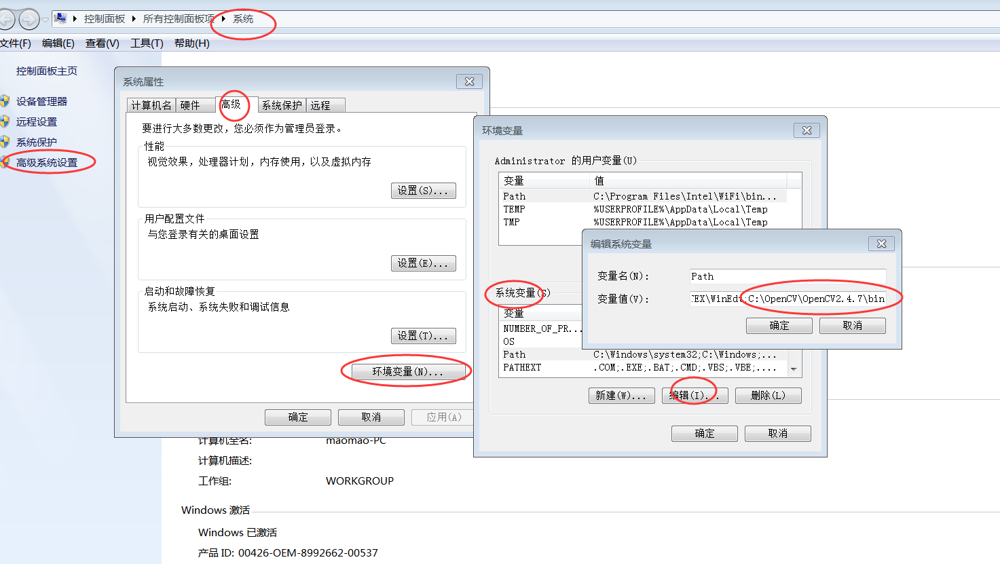 控制面板 所有控制面板项 系统
文件(F) 编辑(E) 查看(V) 工具(T) 帮助(H)
控制面板主页
设备管理器
远程设置
系统保护
高级系统设置
系统属性
计算机名 硬件 高级 系统保护 远程
要进行大多数更改，您必须作为管理员登录。
性能
视觉效果，处理器计划，内存使用，以及虚拟内存
设置(S)...
用户配置文件
与您登录有关的桌面设置
设置(E)...
启动和故障恢复
系统启动、系统失败和调试信息
设置(T)...
环境变量(N)...
确定 取消 应用(A)
环境变量
Administrator 的用户变量(U)
变量 值
Path C:\Program Files\Intel\WiFi\bin...
TEMP %USERPROFILE%\AppData\Local\Temp
TMP %USERPROFILE%\AppData\Local\Temp
系统变量(S)
变量
NUMBER_OF_PR...
OS
Path C:\Windows\system32;C:\Windows;...
PATHEXT .COM;.EXE;.BAT;.CMD;.VBS;.VBE;....
新建(W)... 编辑(I)... 删除(L)
确定 取消
编辑系统变量
变量名(N): Path
变量值(V): EX\WinEdt;C:\OpenCV\OpenCV2.4.7\bin
确定 取消
计算机全名: maomao-PC
计算机描述:
工作组: WORKGROUP
Windows 激活
Windows 已激活
产品 ID: 00426-OEM-8992662-00537